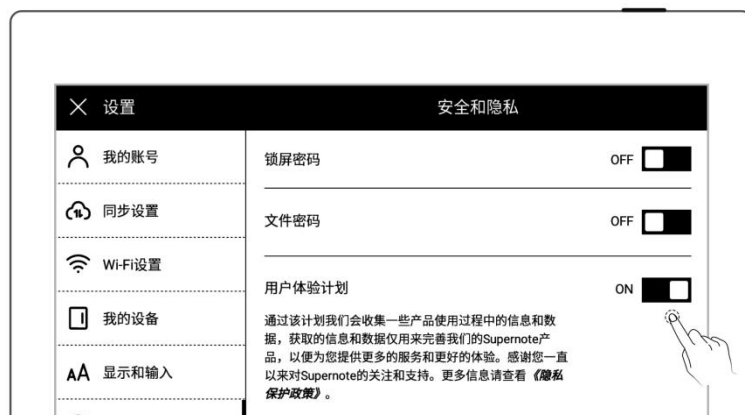 设置
安全和隐私
我的账号
同步设置
Wi-Fi设置
我的设备
显示和输入
锁屏密码
OFF
文件密码
OFF
用户体验计划
ON
通过该计划我们会收集一些产品使用过程中的信息和数
据，获取的信息和数据仅用来完善我们的Supernote产
品，以便为您提供更多的服务和更好的体验。感谢您一直
以来对Supernote的关注和支持。更多信息请查看《隐私
保护政策》。